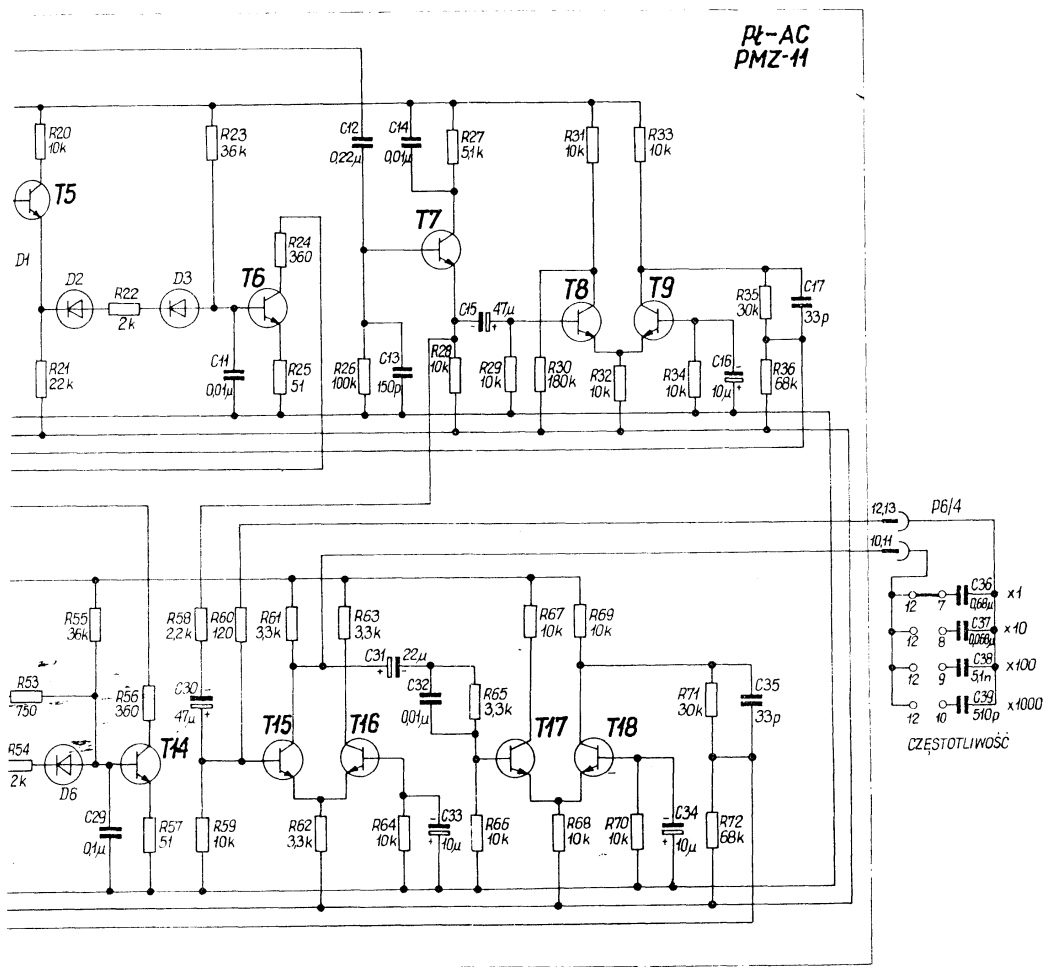 PŁ-AC
PMZ-11
R20
10k
T5
D1
D2
R22
2k
D3
R21
22k
R23
36k
T6
R24
360
C11
0,01µ
R25
51
C12
0,22µ
C14
0,01µ
R27
5,1k
T7
R26
100k
C13
150p
R28
10k
C15
47µ
-
+
R29
10k
R30
180k
R31
10k
R33
10k
T8
T9
R32
10k
R34
10k
C16
10µ
-
+
R35
30k
C17
33p
R36
68k
12,13
P6/4
10,11
12
7
C36
0,68µ
x1
12
8
C37
0,068µ
x10
12
9
C38
5,1n
x100
12
10
C39
510p
x1000
CZĘSTOTLIWOŚĆ
R55
36k
R53
750
R54
2k
D6
R56
360
T14
C29
0,1µ
R57
51
R58
2,2k
R60
120
C30
47µ
-
+
R59
10k
R61
3,3k
R63
3,3k
T15
T16
R62
3,3k
C31
22µ
+
-
C32
0,01µ
R65
3,3k
R64
10k
C33
10µ
-
+
R66
10k
R67
10k
R69
10k
T17
T18
R68
10k
R70
10k
C34
10µ
-
+
R71
30k
C35
33p
R72
68k